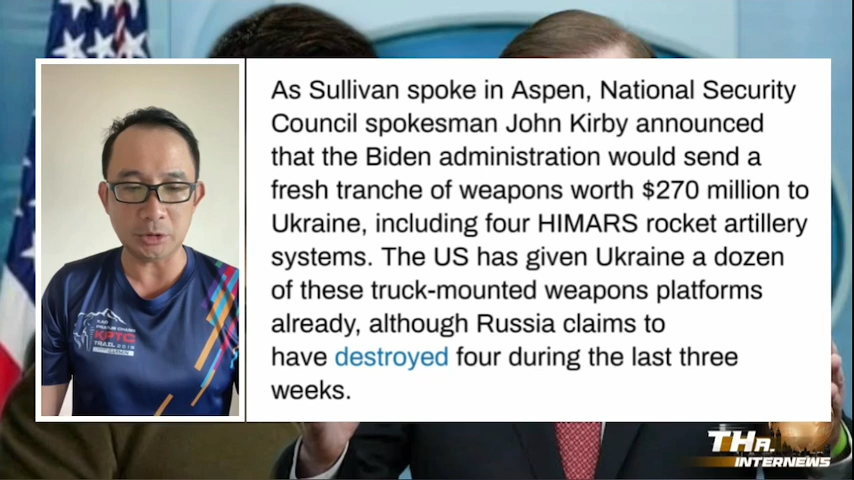 As Sullivan spoke in Aspen, National Security
Council spokesman John Kirby announced
that the Biden administration would send a
fresh tranche of weapons worth $270 million to
Ukraine, including four HIMARS rocket artillery
systems. The US has given Ukraine a dozen
of these truck-mounted weapons platforms
already, although Russia claims to
have destroyed four during the last three
weeks.
KPTC
TRAIL 2019
THR.
INTERNEWS